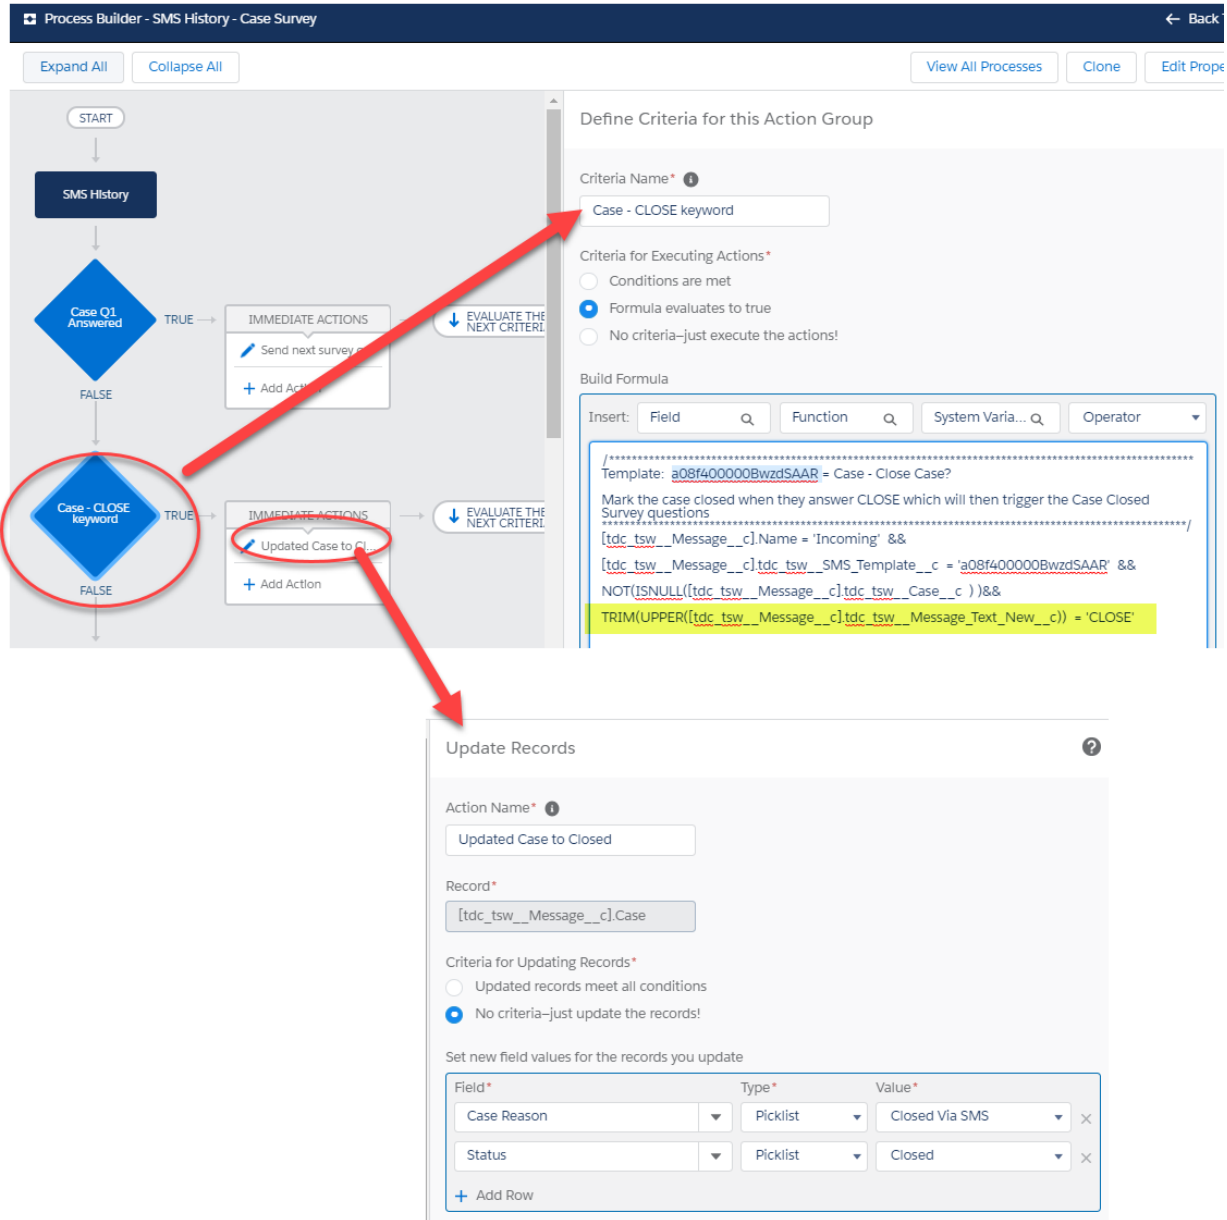 Process Builder - SMS History - Case Survey
← Back
Expand All
Collapse All
View All Processes
Clone
Edit Prope
START
SMS History
Case Q1
Answered
TRUE
IMMEDIATE ACTIONS
Send next survey
+ Add Action
EVALUATE THE
NEXT CRITERI
FALSE
Case - CLOSE
keyword
TRUE
IMMEDIATE ACTIONS
Updated Case to Cl...
+ Add Action
EVALUATE THE
NEXT CRITERI
FALSE
Define Criteria for this Action Group
Criteria Name*
Case - CLOSE keyword
Criteria for Executing Actions*
Conditions are met
Formula evaluates to true
No criteria—just execute the actions!
Build Formula
Insert:
Field
Function
System Varia...
Operator
/******************************************************************************************************
Template: a08f400000BwzdSAAR = Case - Close Case?
Mark the case closed when they answer CLOSE which will then trigger the Case Closed
Survey questions
******************************************************************************************************/
[tdc_tsw__Message__c].Name = 'Incoming' &&
[tdc_tsw__Message__c].tdc_tsw__SMS_Template__c = 'a08f400000BwzdSAAR' &&
NOT(ISNULL([tdc_tsw__Message__c].tdc_tsw__Case__c ) )&&
TRIM(UPPER([tdc_tsw__Message__c].tdc_tsw__Message_Text_New__c)) = 'CLOSE'
Update Records
Action Name*
Updated Case to Closed
Record*
[tdc_tsw__Message__c].Case
Criteria for Updating Records*
Updated records meet all conditions
No criteria—just update the records!
Set new field values for the records you update
Field*
Type*
Value*
Case Reason
Picklist
Closed Via SMS
Status
Picklist
Closed
+ Add Row